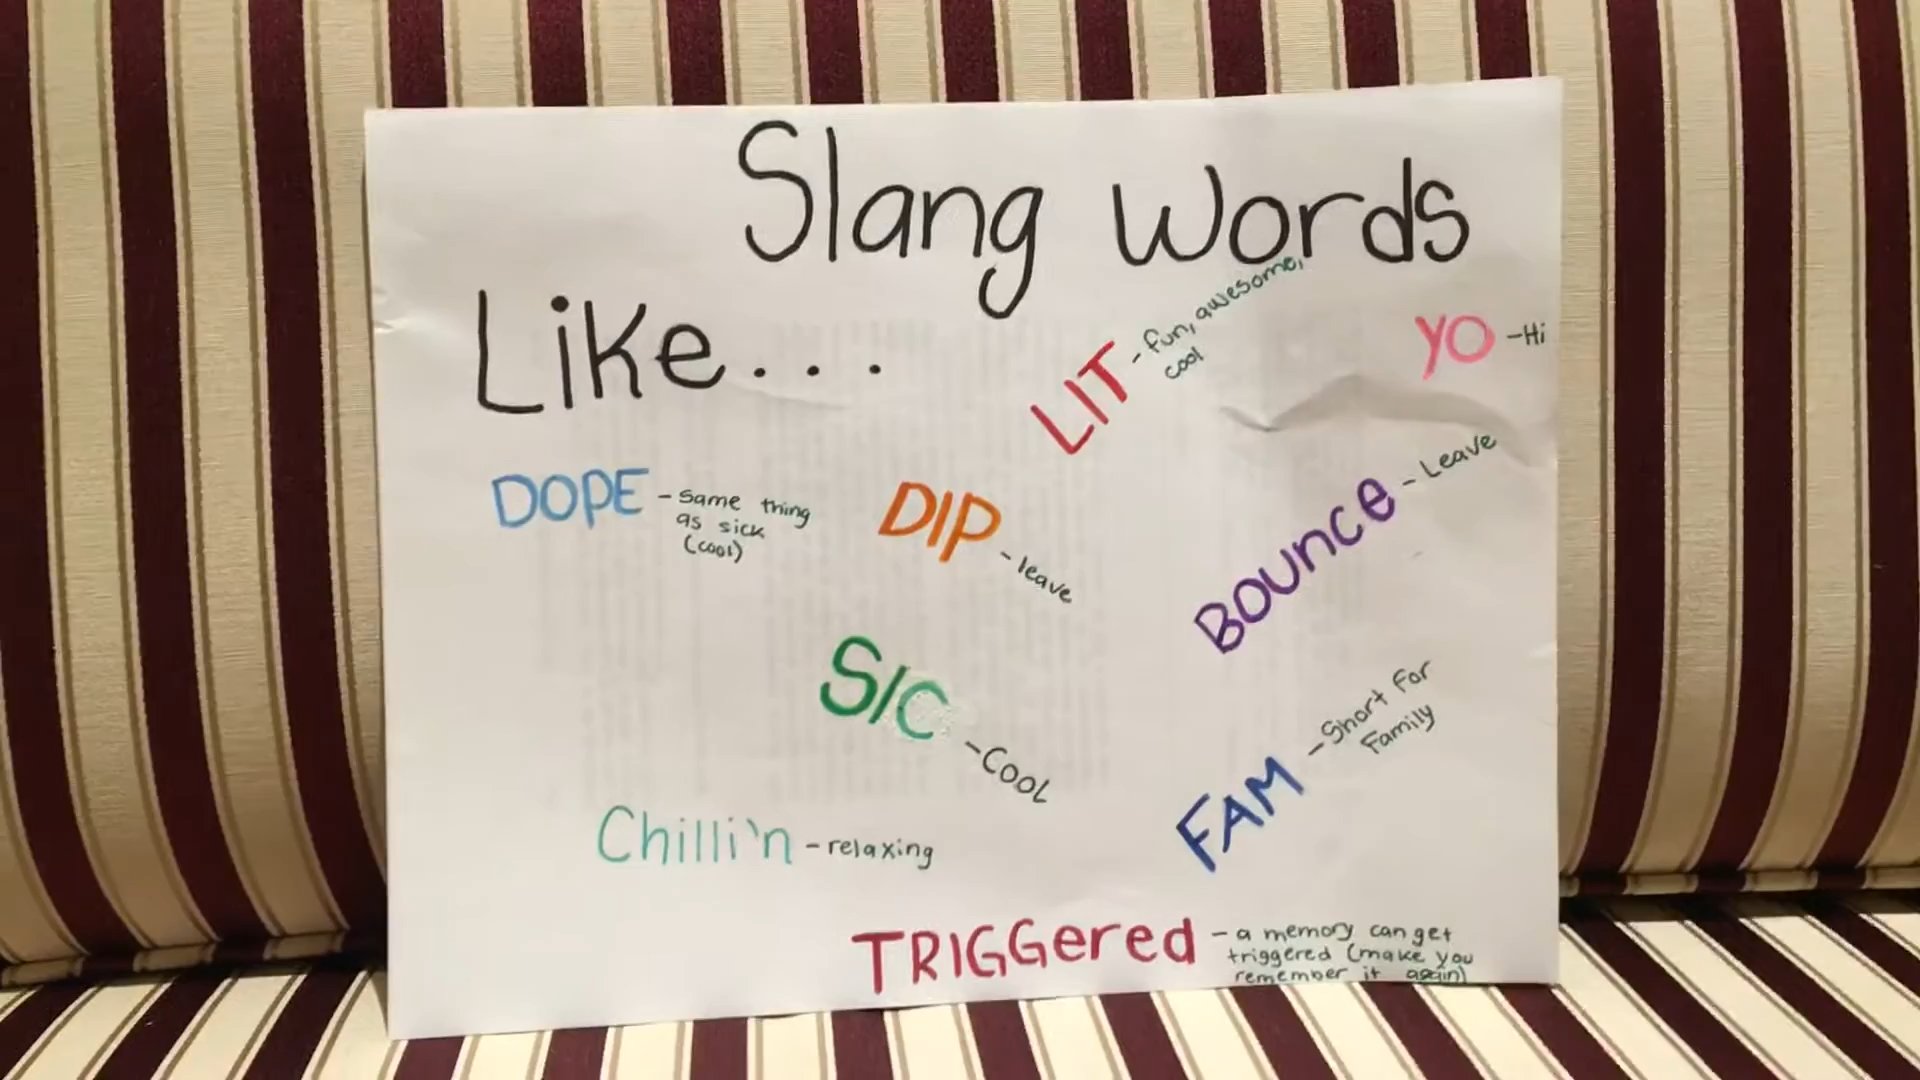 Slang Words
Like...
LIT - fun, awesome,
cool
YO - Hi
DOPE - same thing
as sick
(cool)
DIP - leave
BOUNCE - Leave
S/C - COOL
FAM - Short for
Family
Chilli'n - relaxing
TRIGGered - a memory can get
triggered (make you
remember it again)